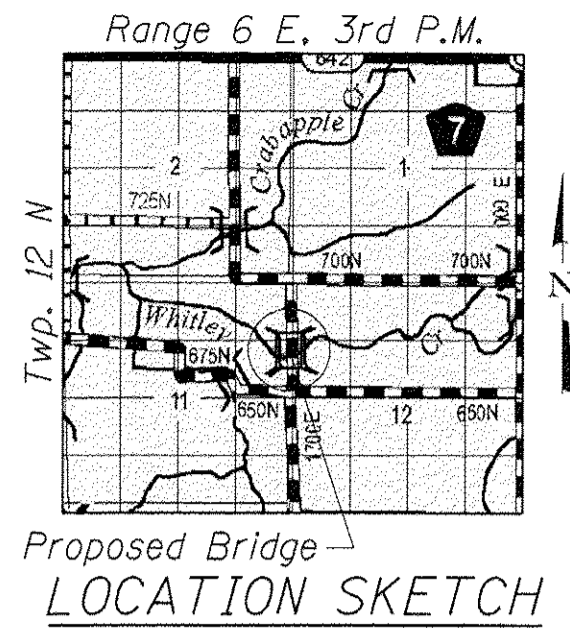 Range 6 E. 3rd P.M.
Twp. 12 N
642
Crabapple Cr
7
2
1
725N
000 E
700N
700N
Z
Whitley
Cr
675N
11
650N
1700E
12
650N
Proposed Bridge
LOCATION SKETCH